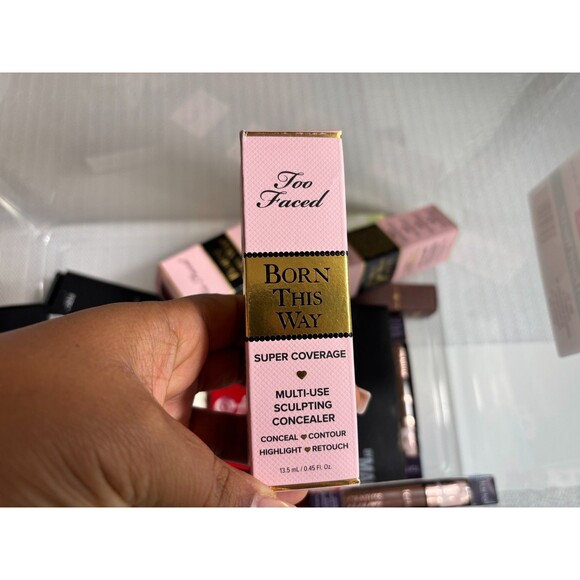 Too
Faced
BORN
THIS
WAY
SUPER COVERAGE
MULTI-USE
SCULPTING
CONCEALER
CONCEAL ♥ CONTOUR
HIGHLIGHT ♥ RETOUCH
13.5 mL / 0.45 Fl. Oz.